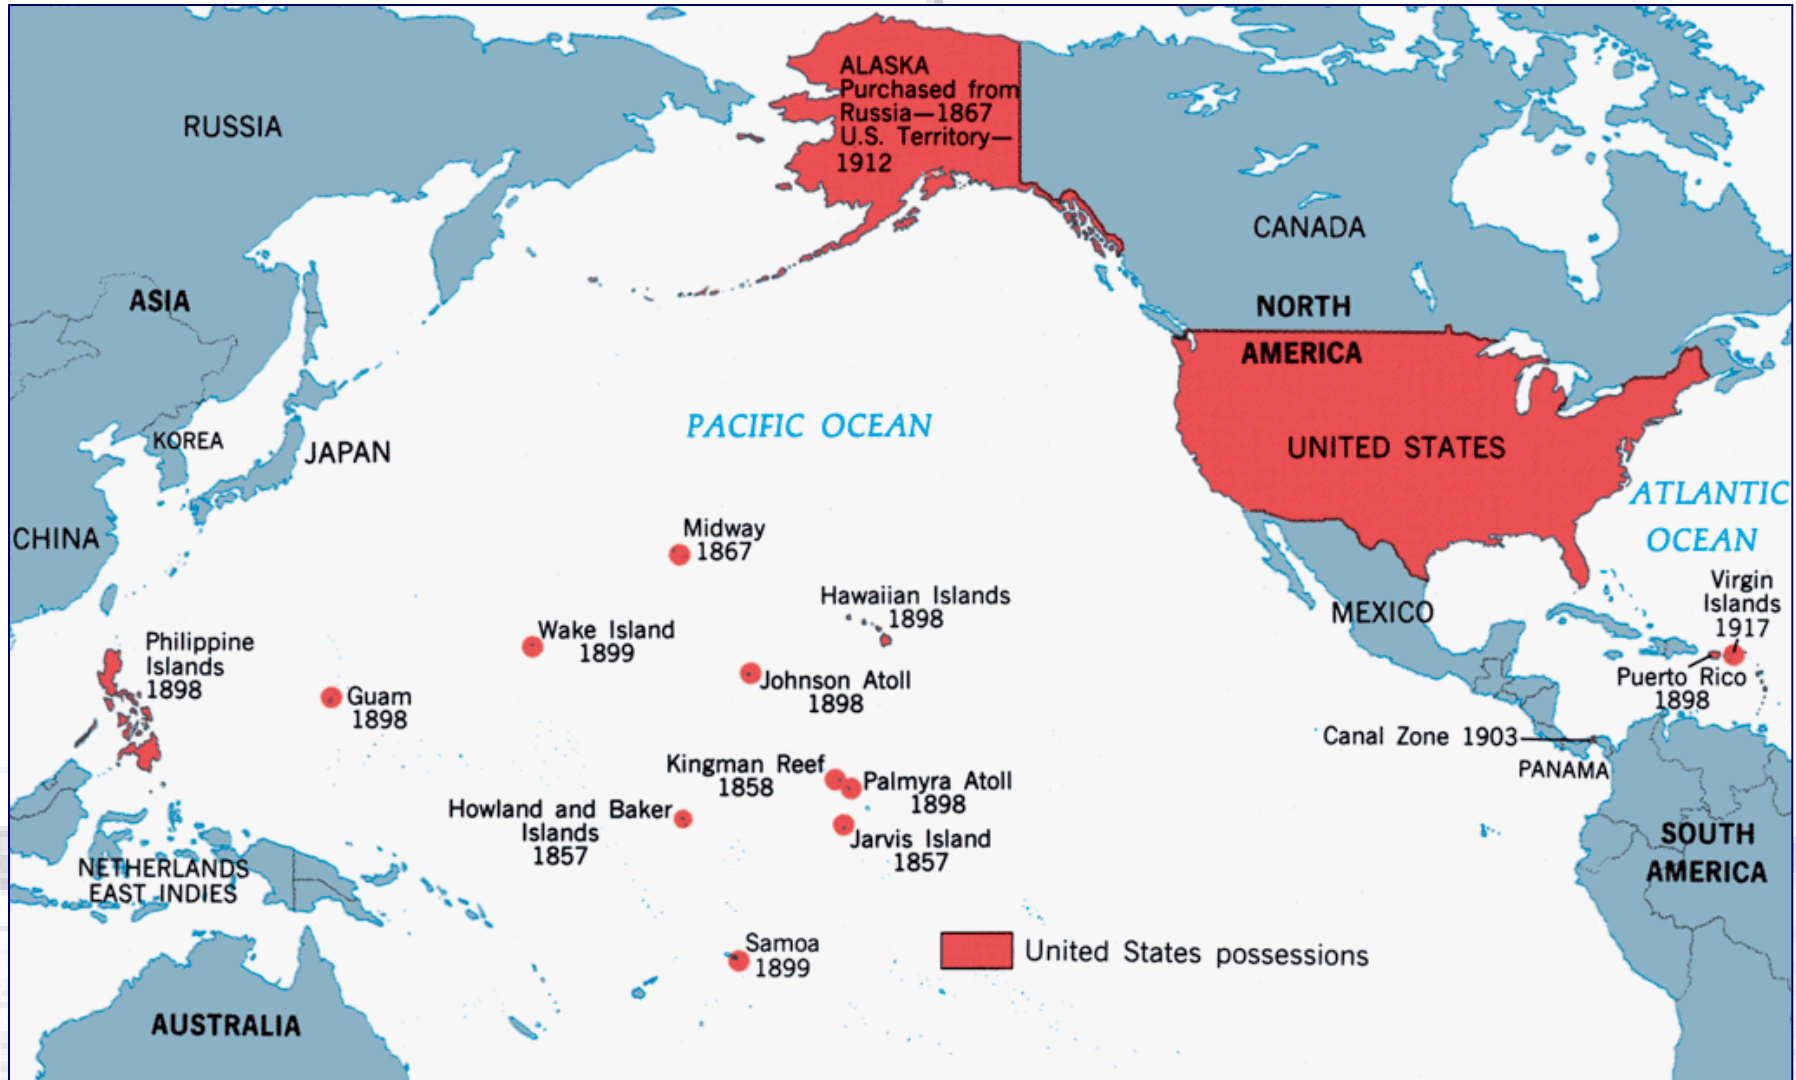 ALASKA
Purchased from
Russia—1867
U.S. Territory—
1912
RUSSIA
CANADA
ASIA
NORTH
AMERICA
PACIFIC OCEAN
KOREA
JAPAN
UNITED STATES
ATLANTIC
OCEAN
CHINA
Midway
1867
Hawaiian Islands
1898
MEXICO
Virgin
Islands
1917
Philippine
Islands
1898
Wake Island
1899
Guam
1898
Johnson Atoll
1898
Puerto Rico
1898
Canal Zone 1903
PANAMA
Kingman Reef
1858
Palmyra Atoll
1898
Howland and Baker
Islands
1857
Jarvis Island
1857
NETHERLANDS
EAST INDIES
SOUTH
AMERICA
Samoa
1899
United States possessions
AUSTRALIA